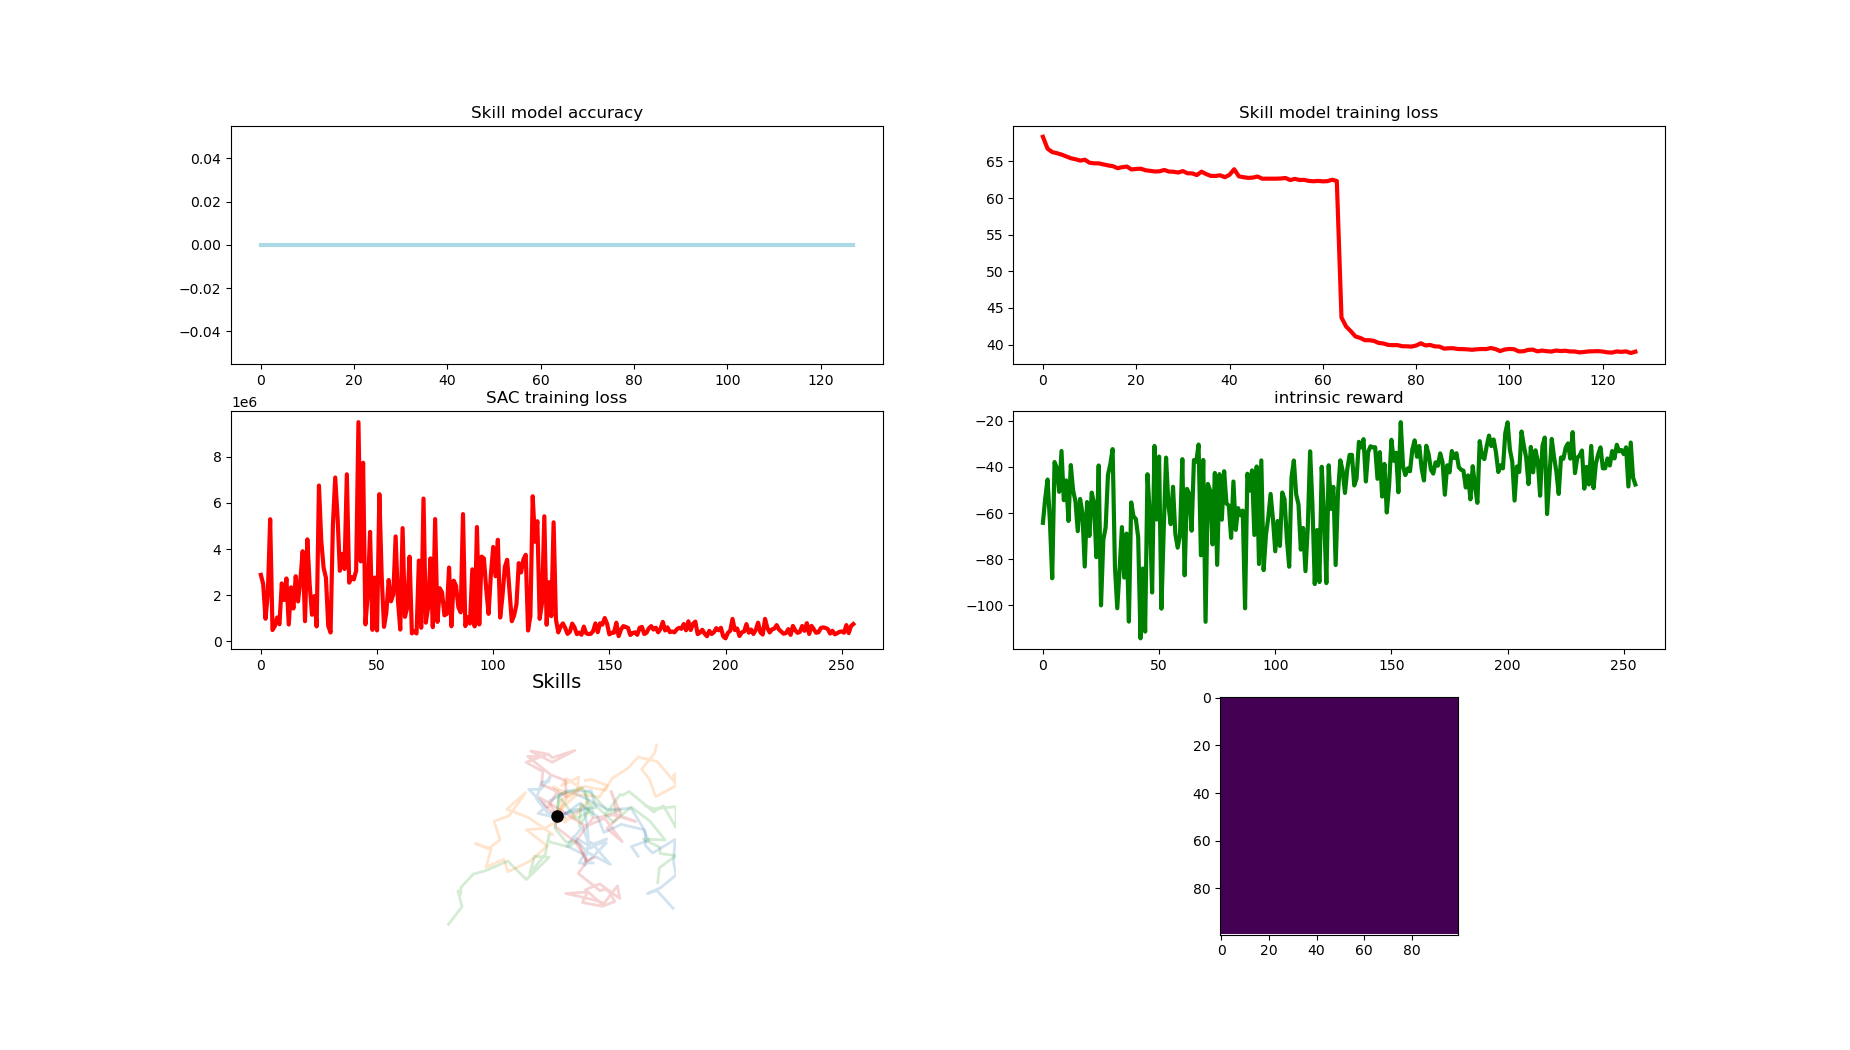 Skill model accuracy
0.04
0.02
0.00
−0.02
−0.04
0 20 40 60 80 100 120
Skill model training loss
65
60
55
50
45
40
0 20 40 60 80 100 120
SAC training loss
1e6
8
6
4
2
0
0 50 100 150 200 250
intrinsic reward
−20
−40
−60
−80
−100
0 50 100 150 200 250
Skills
0
20
40
60
80
0 20 40 60 80